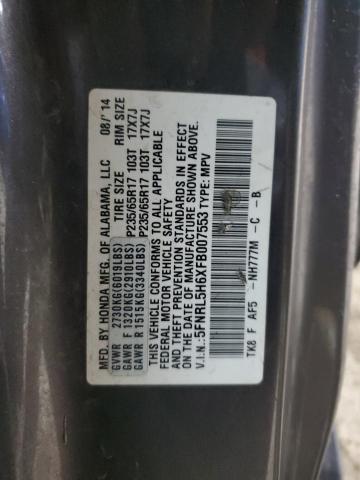 MFD. BY HONDA MFG. OF ALABAMA, LLC 08/'14
TIRE SIZE RIM SIZE
GVWR 2730KG(6019LBS)
GAWR F 1320KG(2910LBS) P235/65R17 103T 17X7J
GAWR R 1515KG(3340LBS) P235/65R17 103T 17X7J
THIS VEHICLE CONFORMS TO ALL APPLICABLE
FEDERAL MOTOR VEHICLE SAFETY, BUMPER
AND THEFT PREVENTION STANDARDS IN EFFECT
ON THE DATE OF MANUFACTURE SHOWN ABOVE.
V.I.N.: 5FNRL5H6XFB007553 TYPE: MPV
TK8 F AF5 -NH777M -C -B